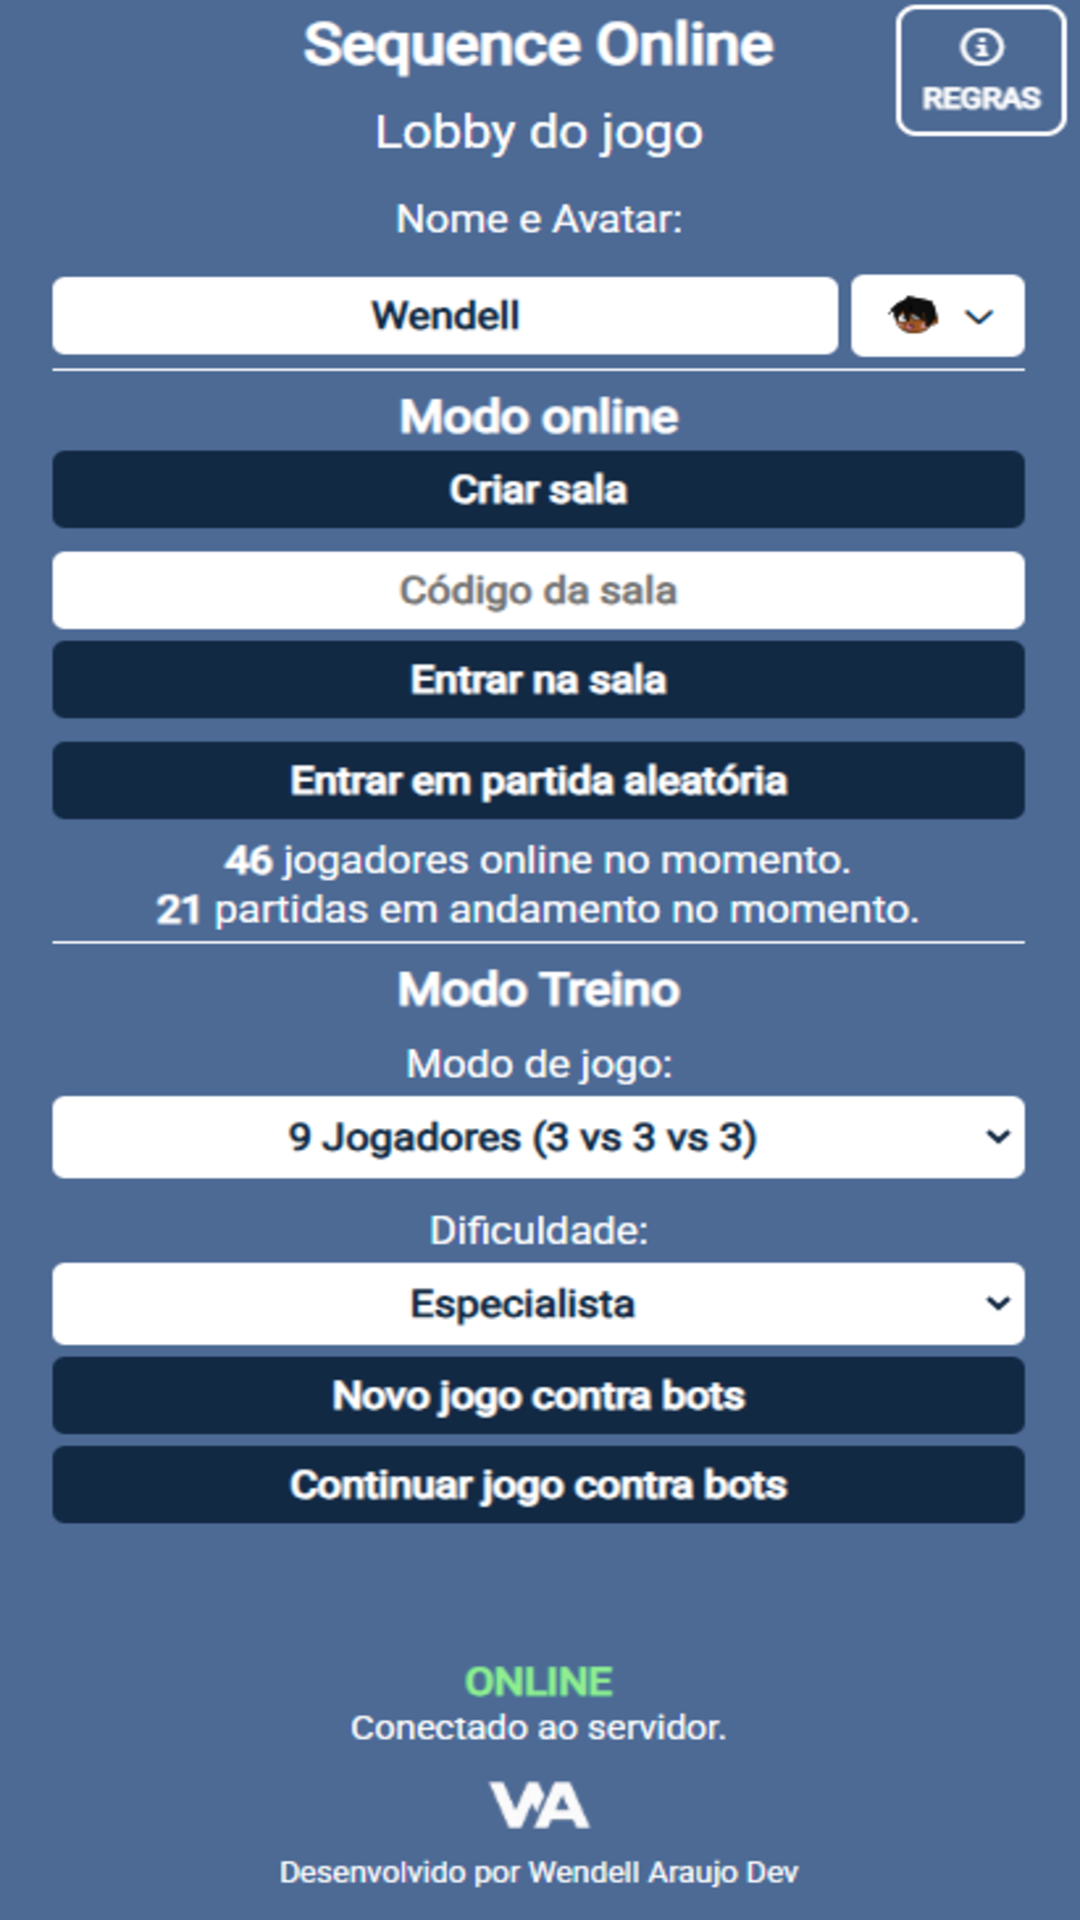 Sequence Online
REGRAS
Lobby do jogo
Nome e Avatar:
Wendell
Modo online
Criar sala
Código da sala
Entrar na sala
Entrar em partida aleatória
46 jogadores online no momento.
21 partidas em andamento no momento.
Modo Treino
Modo de jogo:
9 Jogadores (3 vs 3 vs 3)
Dificuldade:
Especialista
Novo jogo contra bots
Continuar jogo contra bots
ONLINE
Conectado ao servidor.
WA
Desenvolvido por Wendell Araujo Dev